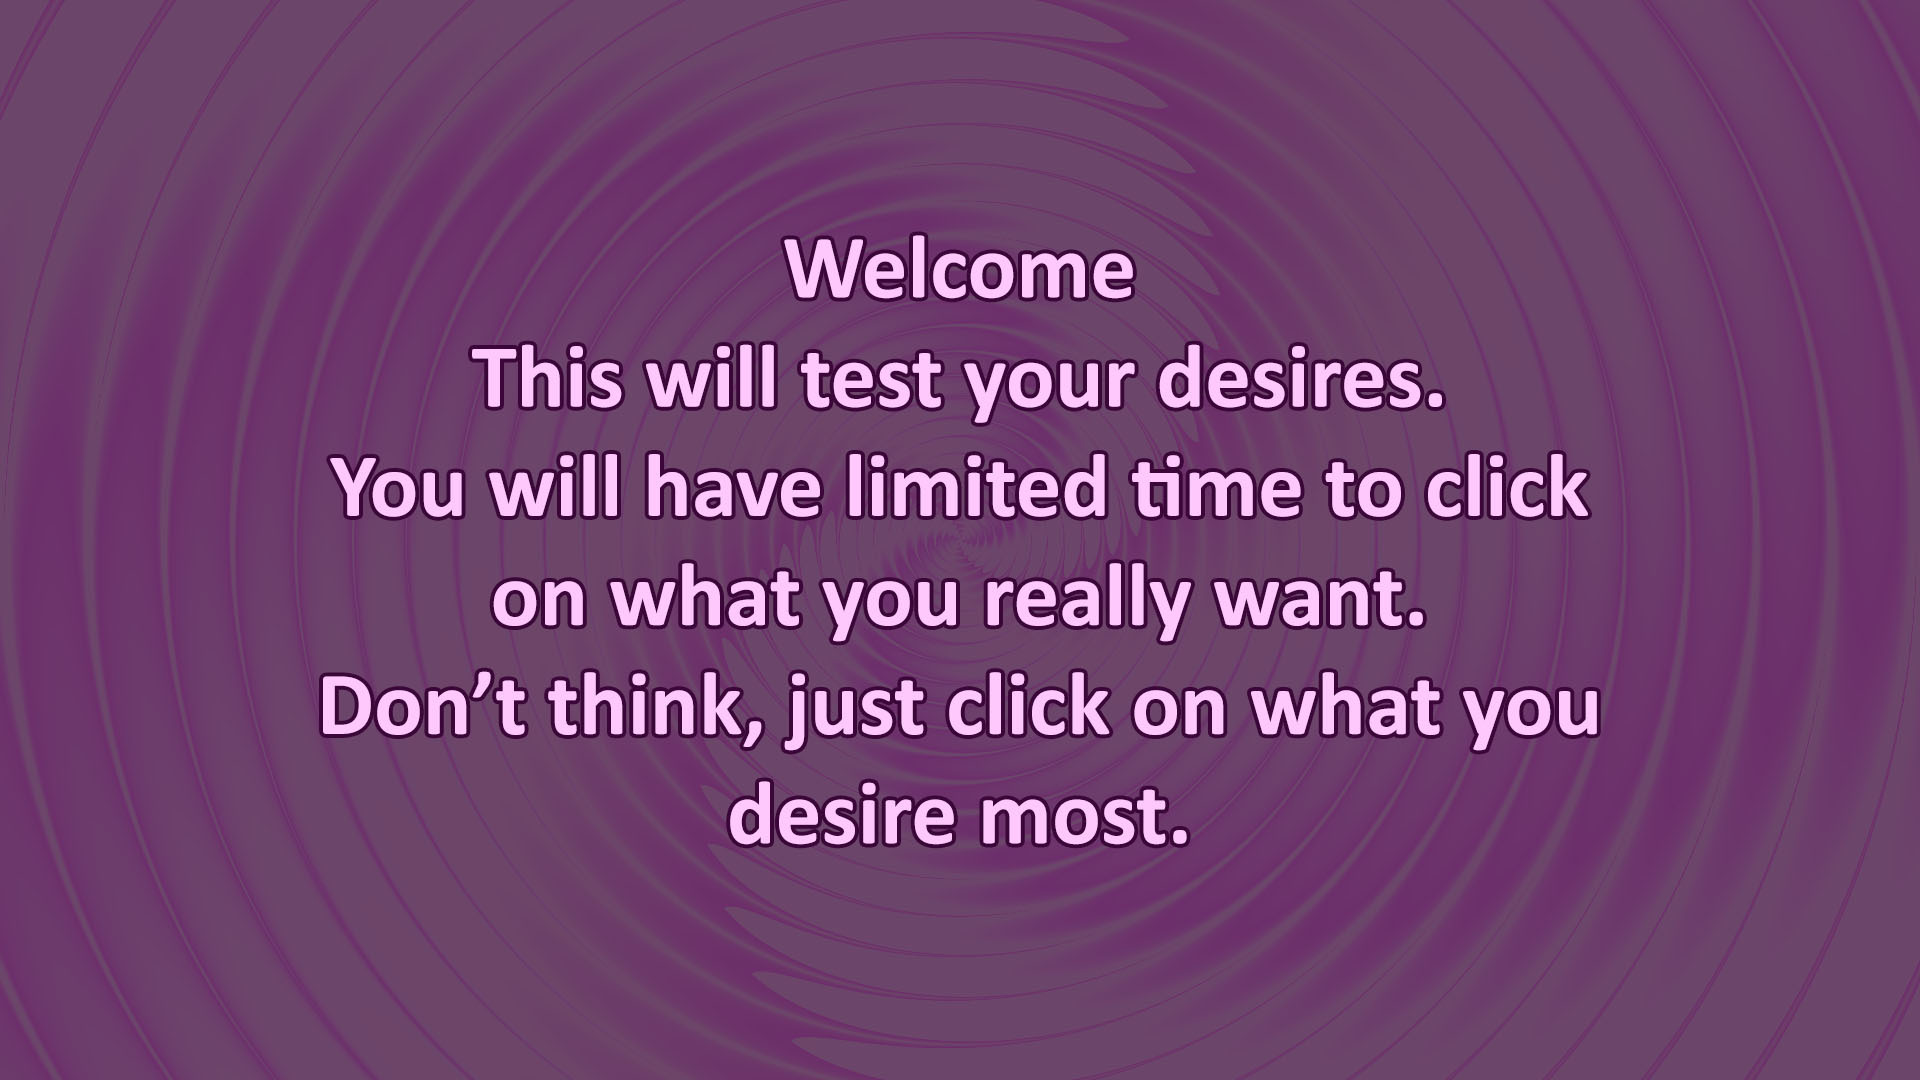 Welcome
This will test your desires.
You will have limited time to click
on what you really want.
Don’t think, just click on what you
desire most.